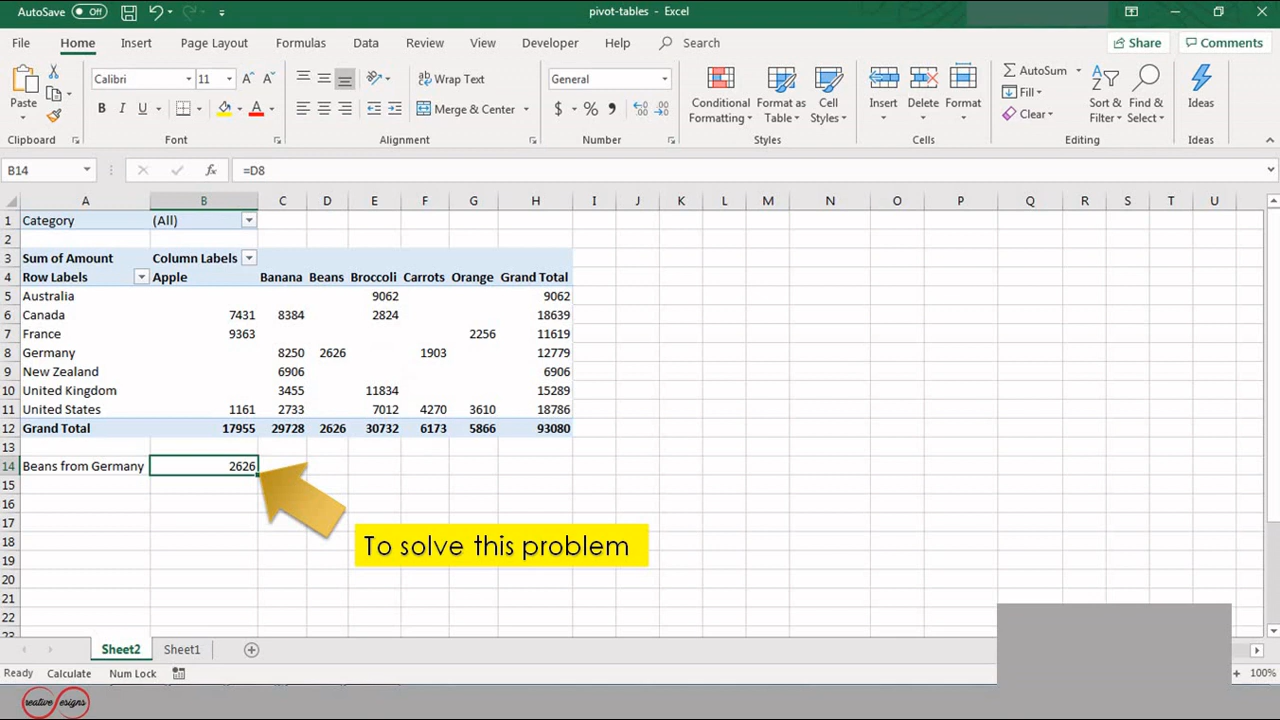 AutoSave Off pivot-tables - Excel
File Home Insert Page Layout Formulas Data Review View Developer Help Search Share Comments
Paste Calibri 11 Wrap Text General Conditional Formatting Format as Table Cell Styles Insert Delete Format AutoSum Sort & Filter Find & Select Ideas
B I U A Merge & Center $ % Fill
Clear
Clipboard Font Alignment Number Styles Cells Editing Ideas
B14 fx =D8
A B C D E F G H I J K L M N O P Q R S T U
1 Category (All)
2
3 Sum of Amount Column Labels
4 Row Labels Apple Banana Beans Broccoli Carrots Orange Grand Total
5 Australia 9062 9062
6 Canada 7431 8384 2824 18639
7 France 9363 2256 11619
8 Germany 8250 2626 1903 12779
9 New Zealand 6906 6906
10 United Kingdom 3455 11834 15289
11 United States 1161 2733 7012 4270 3610 18786
12 Grand Total 17955 29728 2626 30732 6173 5866 93080
13
14 Beans from Germany 2626
15
16
17
18
To solve this problem
19
20
21
22
23
Sheet2 Sheet1
Ready Calculate Num Lock 100%
reative esigns